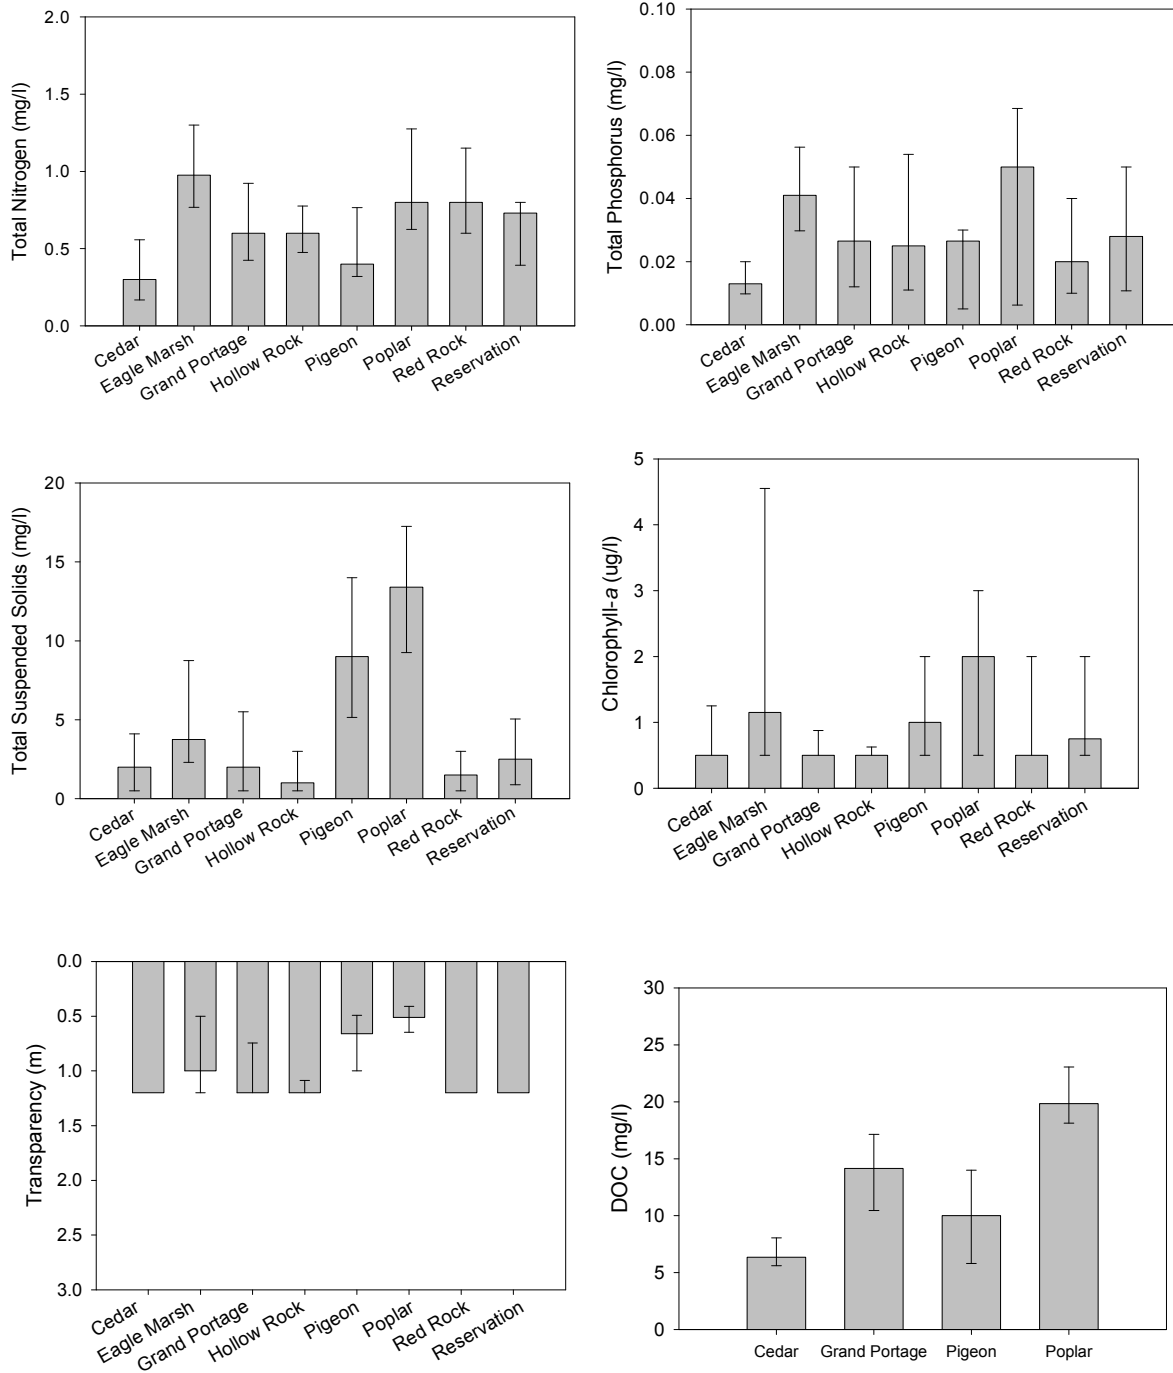 Total Nitrogen (mg/l)
2.0
1.5
1.0
0.5
0.0
Cedar
Eagle Marsh
Grand Portage
Hollow Rock
Pigeon
Poplar
Red Rock
Reservation
Total Phosphorus (mg/l)
0.10
0.08
0.06
0.04
0.02
0.00
Cedar
Eagle Marsh
Grand Portage
Hollow Rock
Pigeon
Poplar
Red Rock
Reservation
Total Suspended Solids (mg/l)
20
15
10
5
0
Cedar
Eagle Marsh
Grand Portage
Hollow Rock
Pigeon
Poplar
Red Rock
Reservation
Chlorophyll-a (ug/l)
5
4
3
2
1
0
Cedar
Eagle Marsh
Grand Portage
Hollow Rock
Pigeon
Poplar
Red Rock
Reservation
Transparency (m)
0.0
0.5
1.0
1.5
2.0
2.5
3.0
Cedar
Eagle Marsh
Grand Portage
Hollow Rock
Pigeon
Poplar
Red Rock
Reservation
DOC (mg/l)
30
25
20
15
10
5
0
Cedar
Grand Portage
Pigeon
Poplar